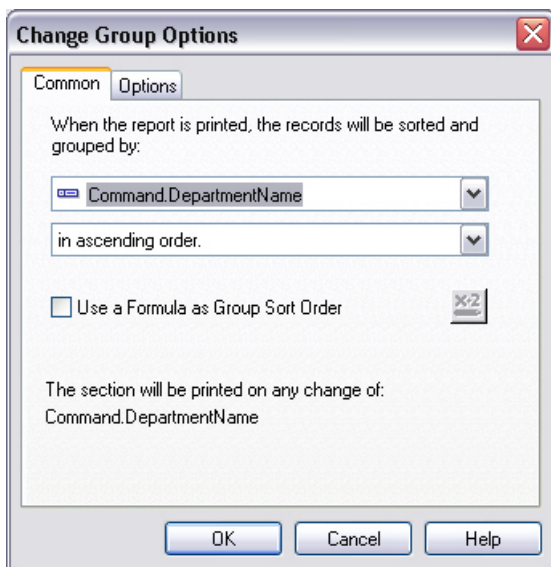 Change Group Options
Common
Options
When the report is printed, the records will be sorted and
grouped by:
Command.DepartmentName
in ascending order.
Use a Formula as Group Sort Order
X-2
The section will be printed on any change of:
Command.DepartmentName
OK
Cancel
Help